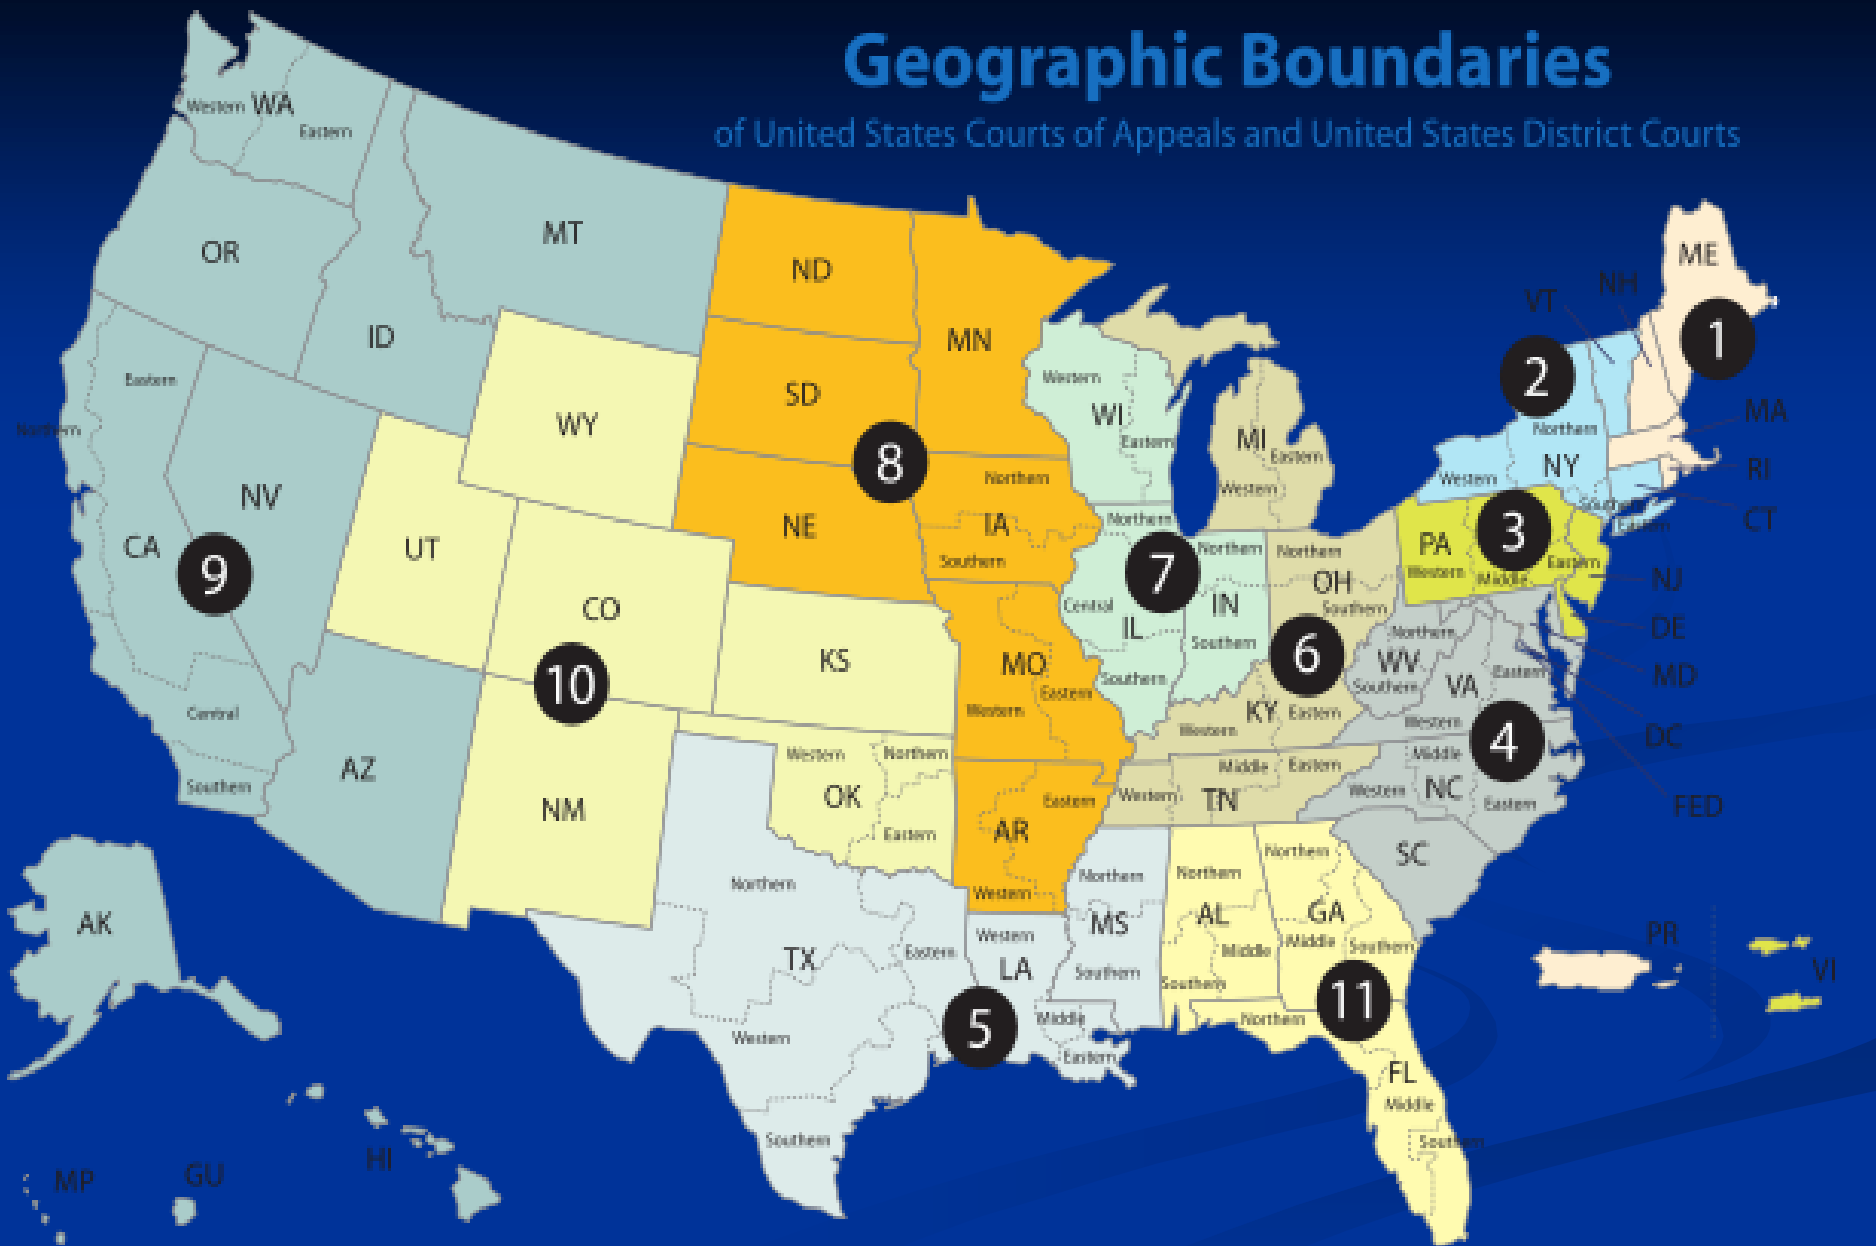 Geographic Boundaries
of United States Courts of Appeals and United States District Courts
Western WA
Eastern
MT
ND
OR
ID
MN
ME
NH
VT
1
2
Eastern
Northern
SD
WY
Western
WI
Eastern
MI
Eastern
Western
MA
Northern
NY
Western
RI
CT
Southern
Eastern
NV
8
Northern
IA
Southern
NE
Northern
7
Northern
Northern
OH
Southern
PA
Western
3
Middle
Eastern
NJ
CA
9
UT
CO
Central
IL
IN
Southern
Southern
6
Northern
WV
Southern
VA
Eastern
Western
DE
MD
DC
FED
10
KS
MO
Eastern
Western
KY
Eastern
Western
4
Central
Southern
AZ
NM
Western
Northern
OK
Eastern
AR
Eastern
Western
Western
Middle
Eastern
TN
Middle
Western
NC
Eastern
SC
AK
Northern
TX
Eastern
Western
Southern
Western
LA
5
Middle
Eastern
Northern
MS
Southern
Northern
AL
Middle
Southern
Northern
GA
Middle
Southern
11
Northern
FL
Middle
Southern
PR
VI
MP
GU
HI